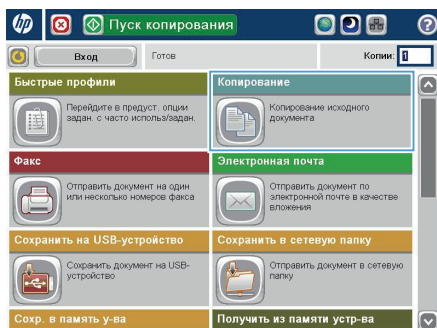 hp
Пуск копирования
?
Вход
Готов
Копии: 1
Быстрые профили
Копирование
Перейдите в предуст. опции
задан. с часто использ/задан.
Копирование исходного
документа
Факс
Электронная почта
Отправить документ на один
или несколько номеров факса
Отправить документ по
электронной почте в качестве
вложения
Сохранить на USB-устройство
Сохранить в сетевую папку
Сохранить документ на USB-
устройство
Отправить документ в сетевую
папку
Сохр. в память у-ва
Получить из памяти устр-ва